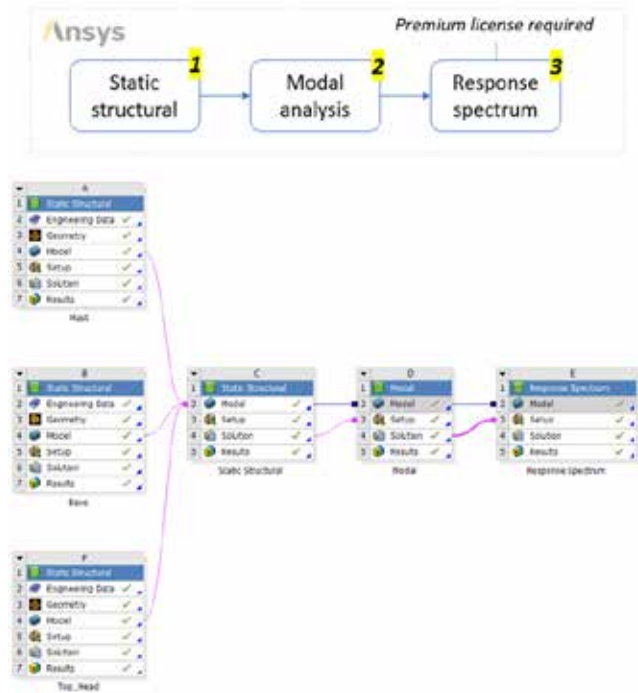 Ansys
Premium license required
1
2
3
Static structural
Modal analysis
Response spectrum
A
1 Static Structural
2 Engineering Data
3 Geometry
4 Model
5 Setup
6 Solution
7 Results
Mast
B
1 Static Structural
2 Engineering Data
3 Geometry
4 Model
5 Setup
6 Solution
7 Results
C
1 Static Structural
2 Model
3 Setup
4 Solution
5 Results
Static Structural
D
1 Modal
2 Model
3 Setup
4 Solution
5 Results
Modal
E
1 Response Spectrum
2 Model
3 Setup
4 Solution
5 Results
Response Spectrum
F
1 Static Structural
2 Engineering Data
3 Geometry
4 Model
5 Setup
6 Solution
7 Results
Top_Head